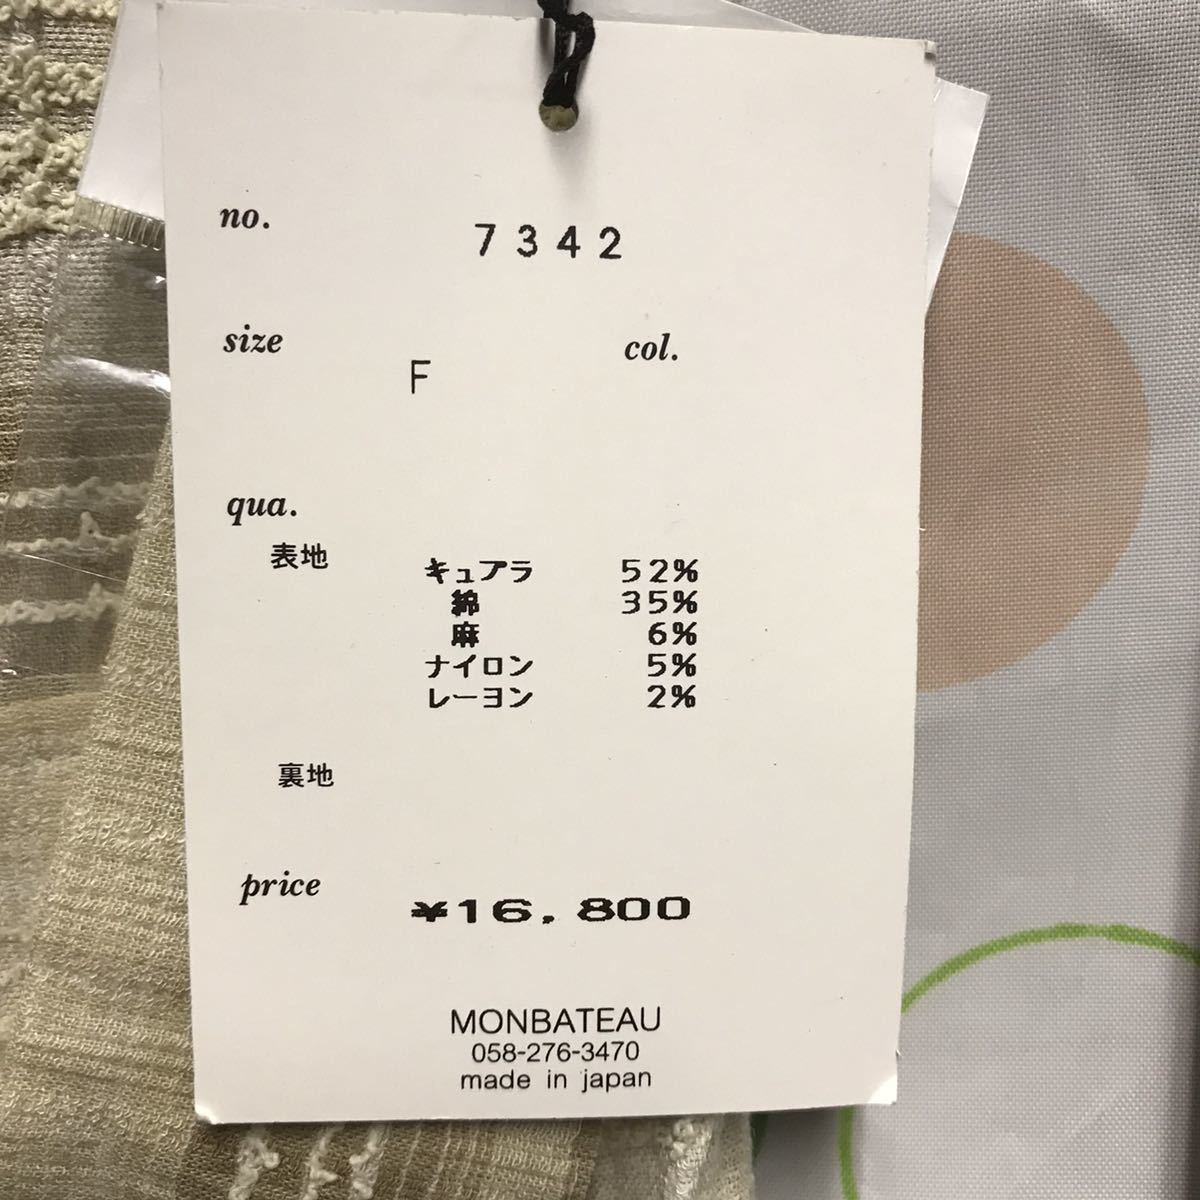 no. 7342
size F col.
qua.
表地 キュアラ 52%
綿 35%
麻 6%
ナイロン 5%
レーヨン 2%
裏地
price ¥16,800
MONBATEAU
058-276-3470
made in japan